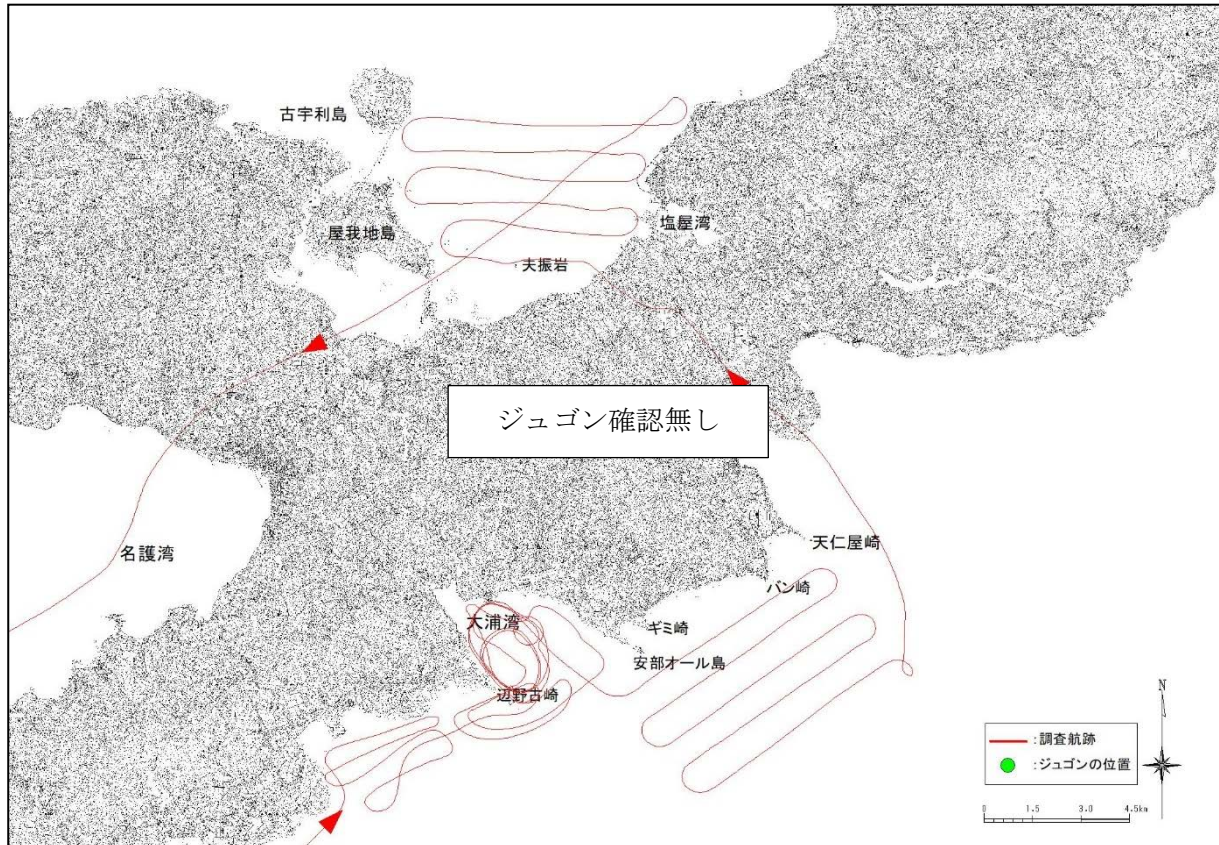 古宇利島
屋我地島
塩屋湾
夫振岩
ジュゴン確認無し
名護湾
天仁屋崎
バン崎
大浦湾
ギミ崎
安部オール島
辺野古崎
N
:調査航跡
:ジュゴンの位置
0 1.5 3.0 4.5km